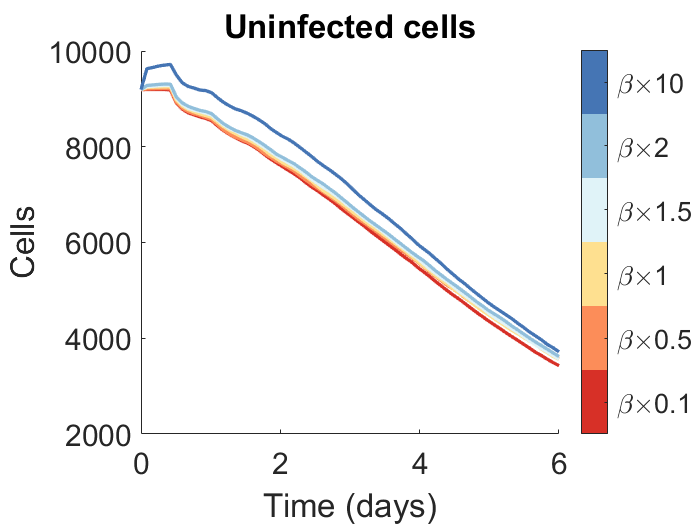 Uninfected cells
10000
8000
6000
4000
2000
Cells
0
2
4
6
Time (days)
β×10
β×2
β×1.5
β×1
β×0.5
β×0.1